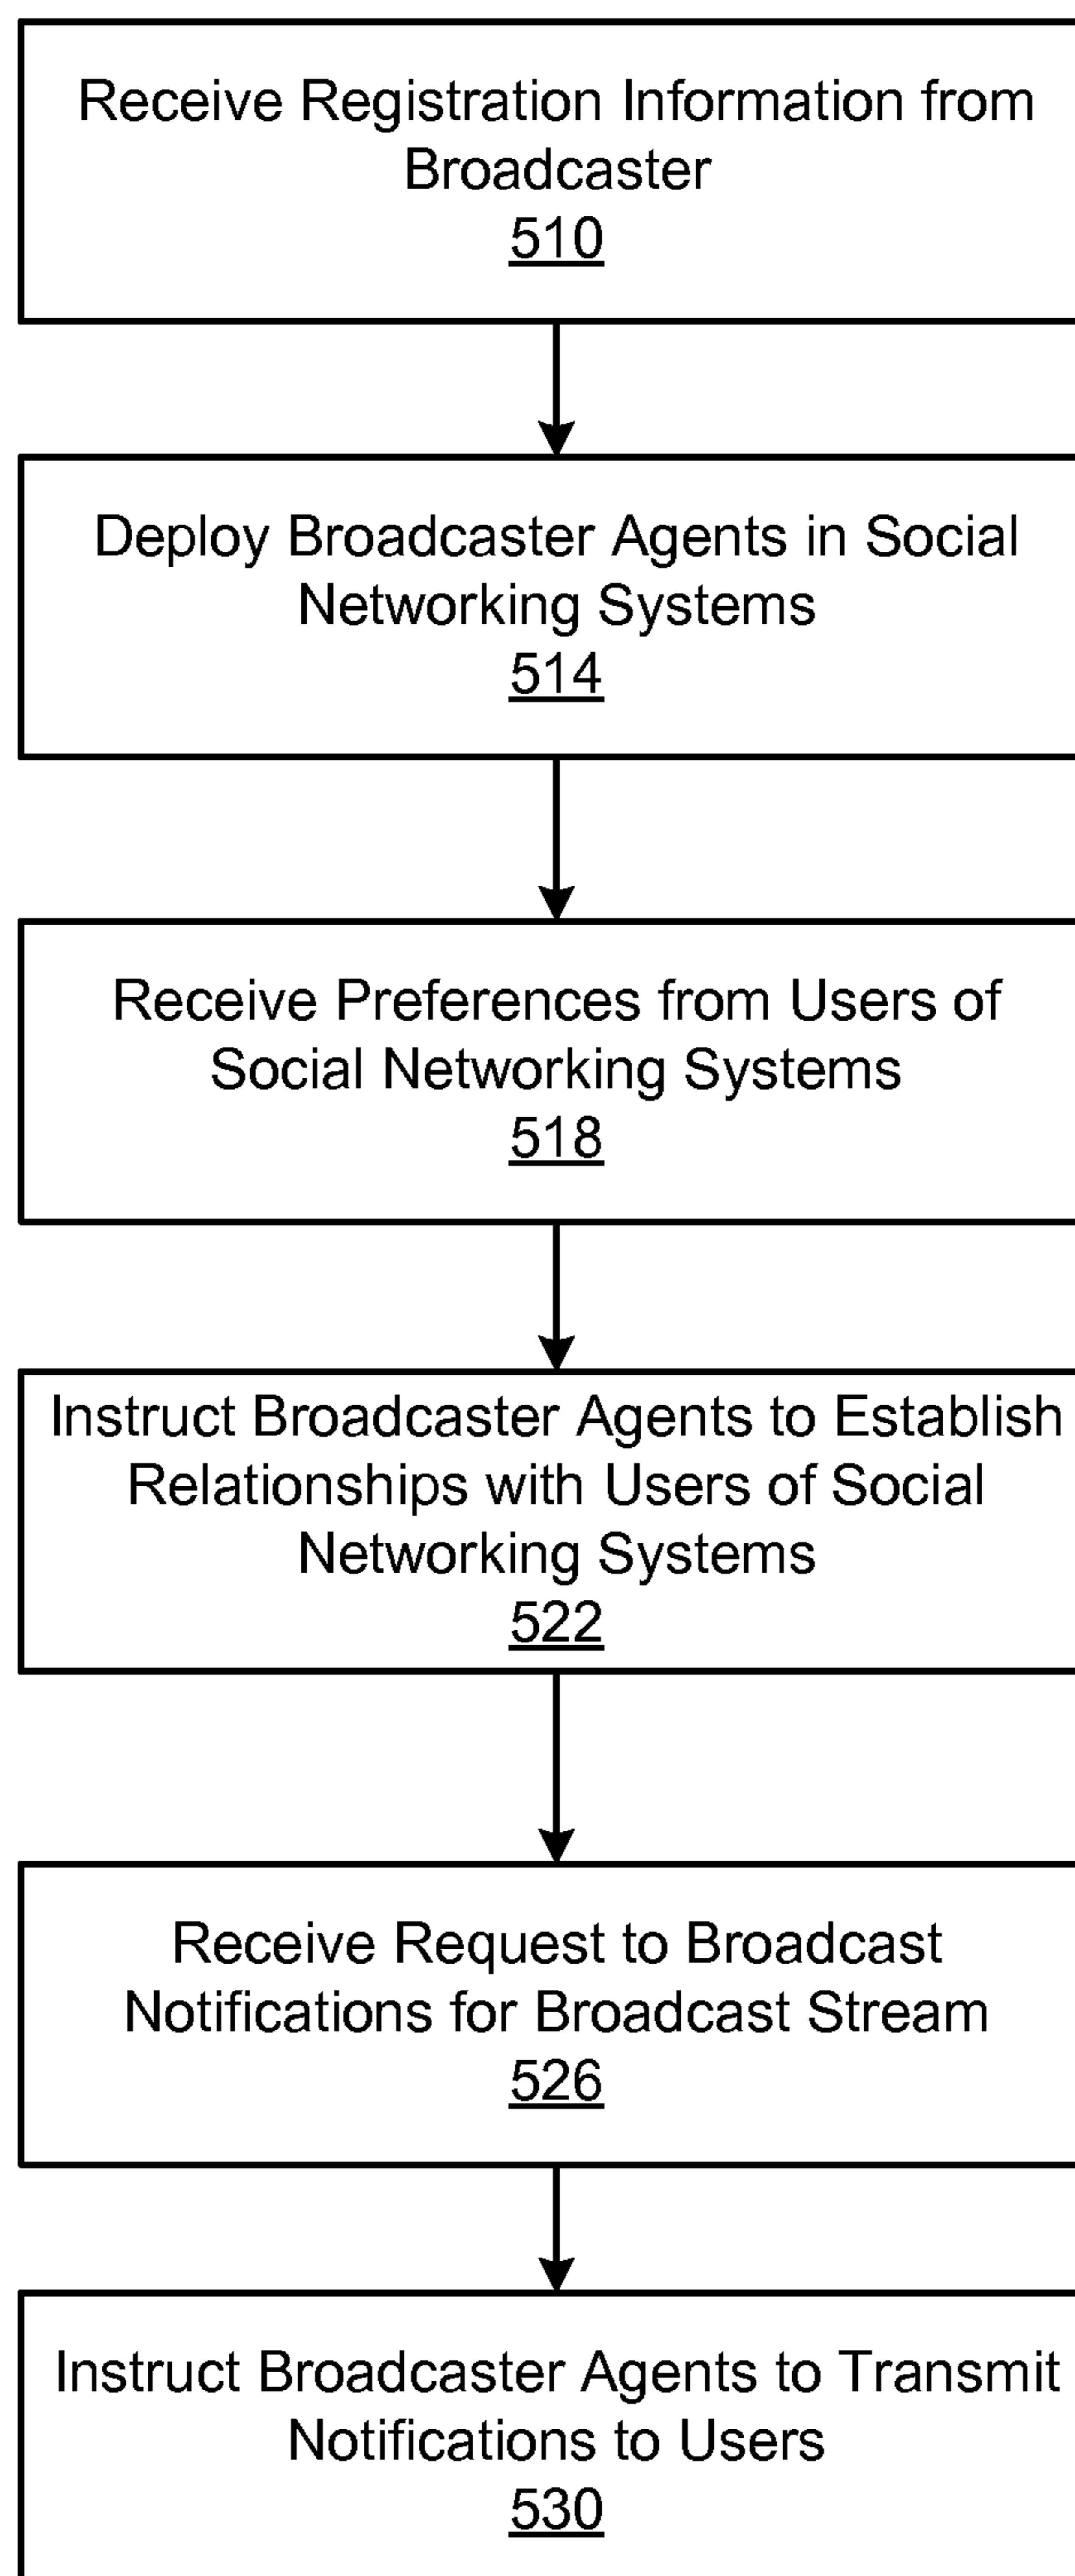 Receive Registration Information from
Broadcaster
510
Deploy Broadcaster Agents in Social
Networking Systems
514
Receive Preferences from Users of
Social Networking Systems
518
Instruct Broadcaster Agents to Establish
Relationships with Users of Social
Networking Systems
522
Receive Request to Broadcast
Notifications for Broadcast Stream
526
Instruct Broadcaster Agents to Transmit
Notifications to Users
530